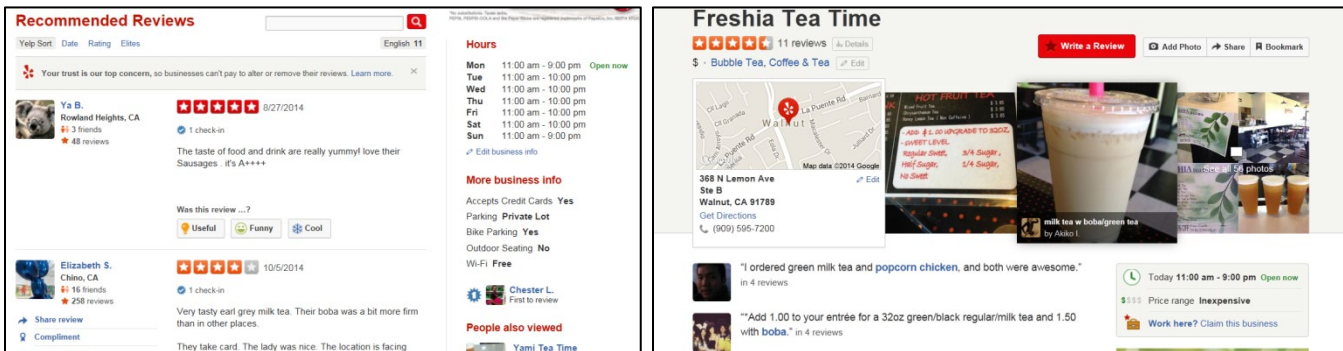 Recommended Reviews
Yelp Sort Date Rating Elites
English 11
Your trust is our top concern, so businesses can't pay to alter or remove their reviews. Learn more. ×
Ya B.
Rowland Heights, CA
3 friends
48 reviews
8/27/2014
1 check-in
The taste of food and drink are really yummy! love their
Sausages . it's A++++
Was this review ...?
Useful Funny Cool
Elizabeth S.
Chino, CA
16 friends
258 reviews
Share review
Compliment
10/5/2014
1 check-in
Very tasty earl grey milk tea. Their boba was a bit more firm
than in other places.
They take card. The lady was nice. The location is facing
Hours
Mon 11:00 am - 9:00 pm Open now
Tue 11:00 am - 10:00 pm
Wed 11:00 am - 10:00 pm
Thu 11:00 am - 10:00 pm
Fri 11:00 am - 10:00 pm
Sat 11:00 am - 10:00 pm
Sun 11:00 am - 9:00 pm
Edit business info
More business info
Accepts Credit Cards Yes
Parking Private Lot
Bike Parking Yes
Outdoor Seating No
Wi-Fi Free
Chester L.
First to review
People also viewed
Yami Tea Time
Freshia Tea Time
11 reviews Details
$ · Bubble Tea, Coffee & Tea Edit
Write a Review Add Photo Share Bookmark
La Puente Rd
Walnut
La Puente Rd
Map data ©2014 Google
368 N Lemon Ave Edit
Ste B
Walnut, CA 91789
Get Directions
(909) 595-7200
HOT FRUIT TEA
- ADD $1.00 UPGRADE TO 32OZ.
- SWEET LEVEL
Regular Sweet, 3/4 Sugar,
Half Sugar, 1/4 Sugar,
No Sweet
milk tea w boba/green tea
by Akiko I.
See all 56 photos
"I ordered green milk tea and popcorn chicken, and both were awesome."
in 4 reviews
""Add 1.00 to your entrée for a 32oz green/black regular/milk tea and 1.50
with boba." in 4 reviews
Today 11:00 am - 9:00 pm Open now
$$$$ Price range Inexpensive
Work here? Claim this business